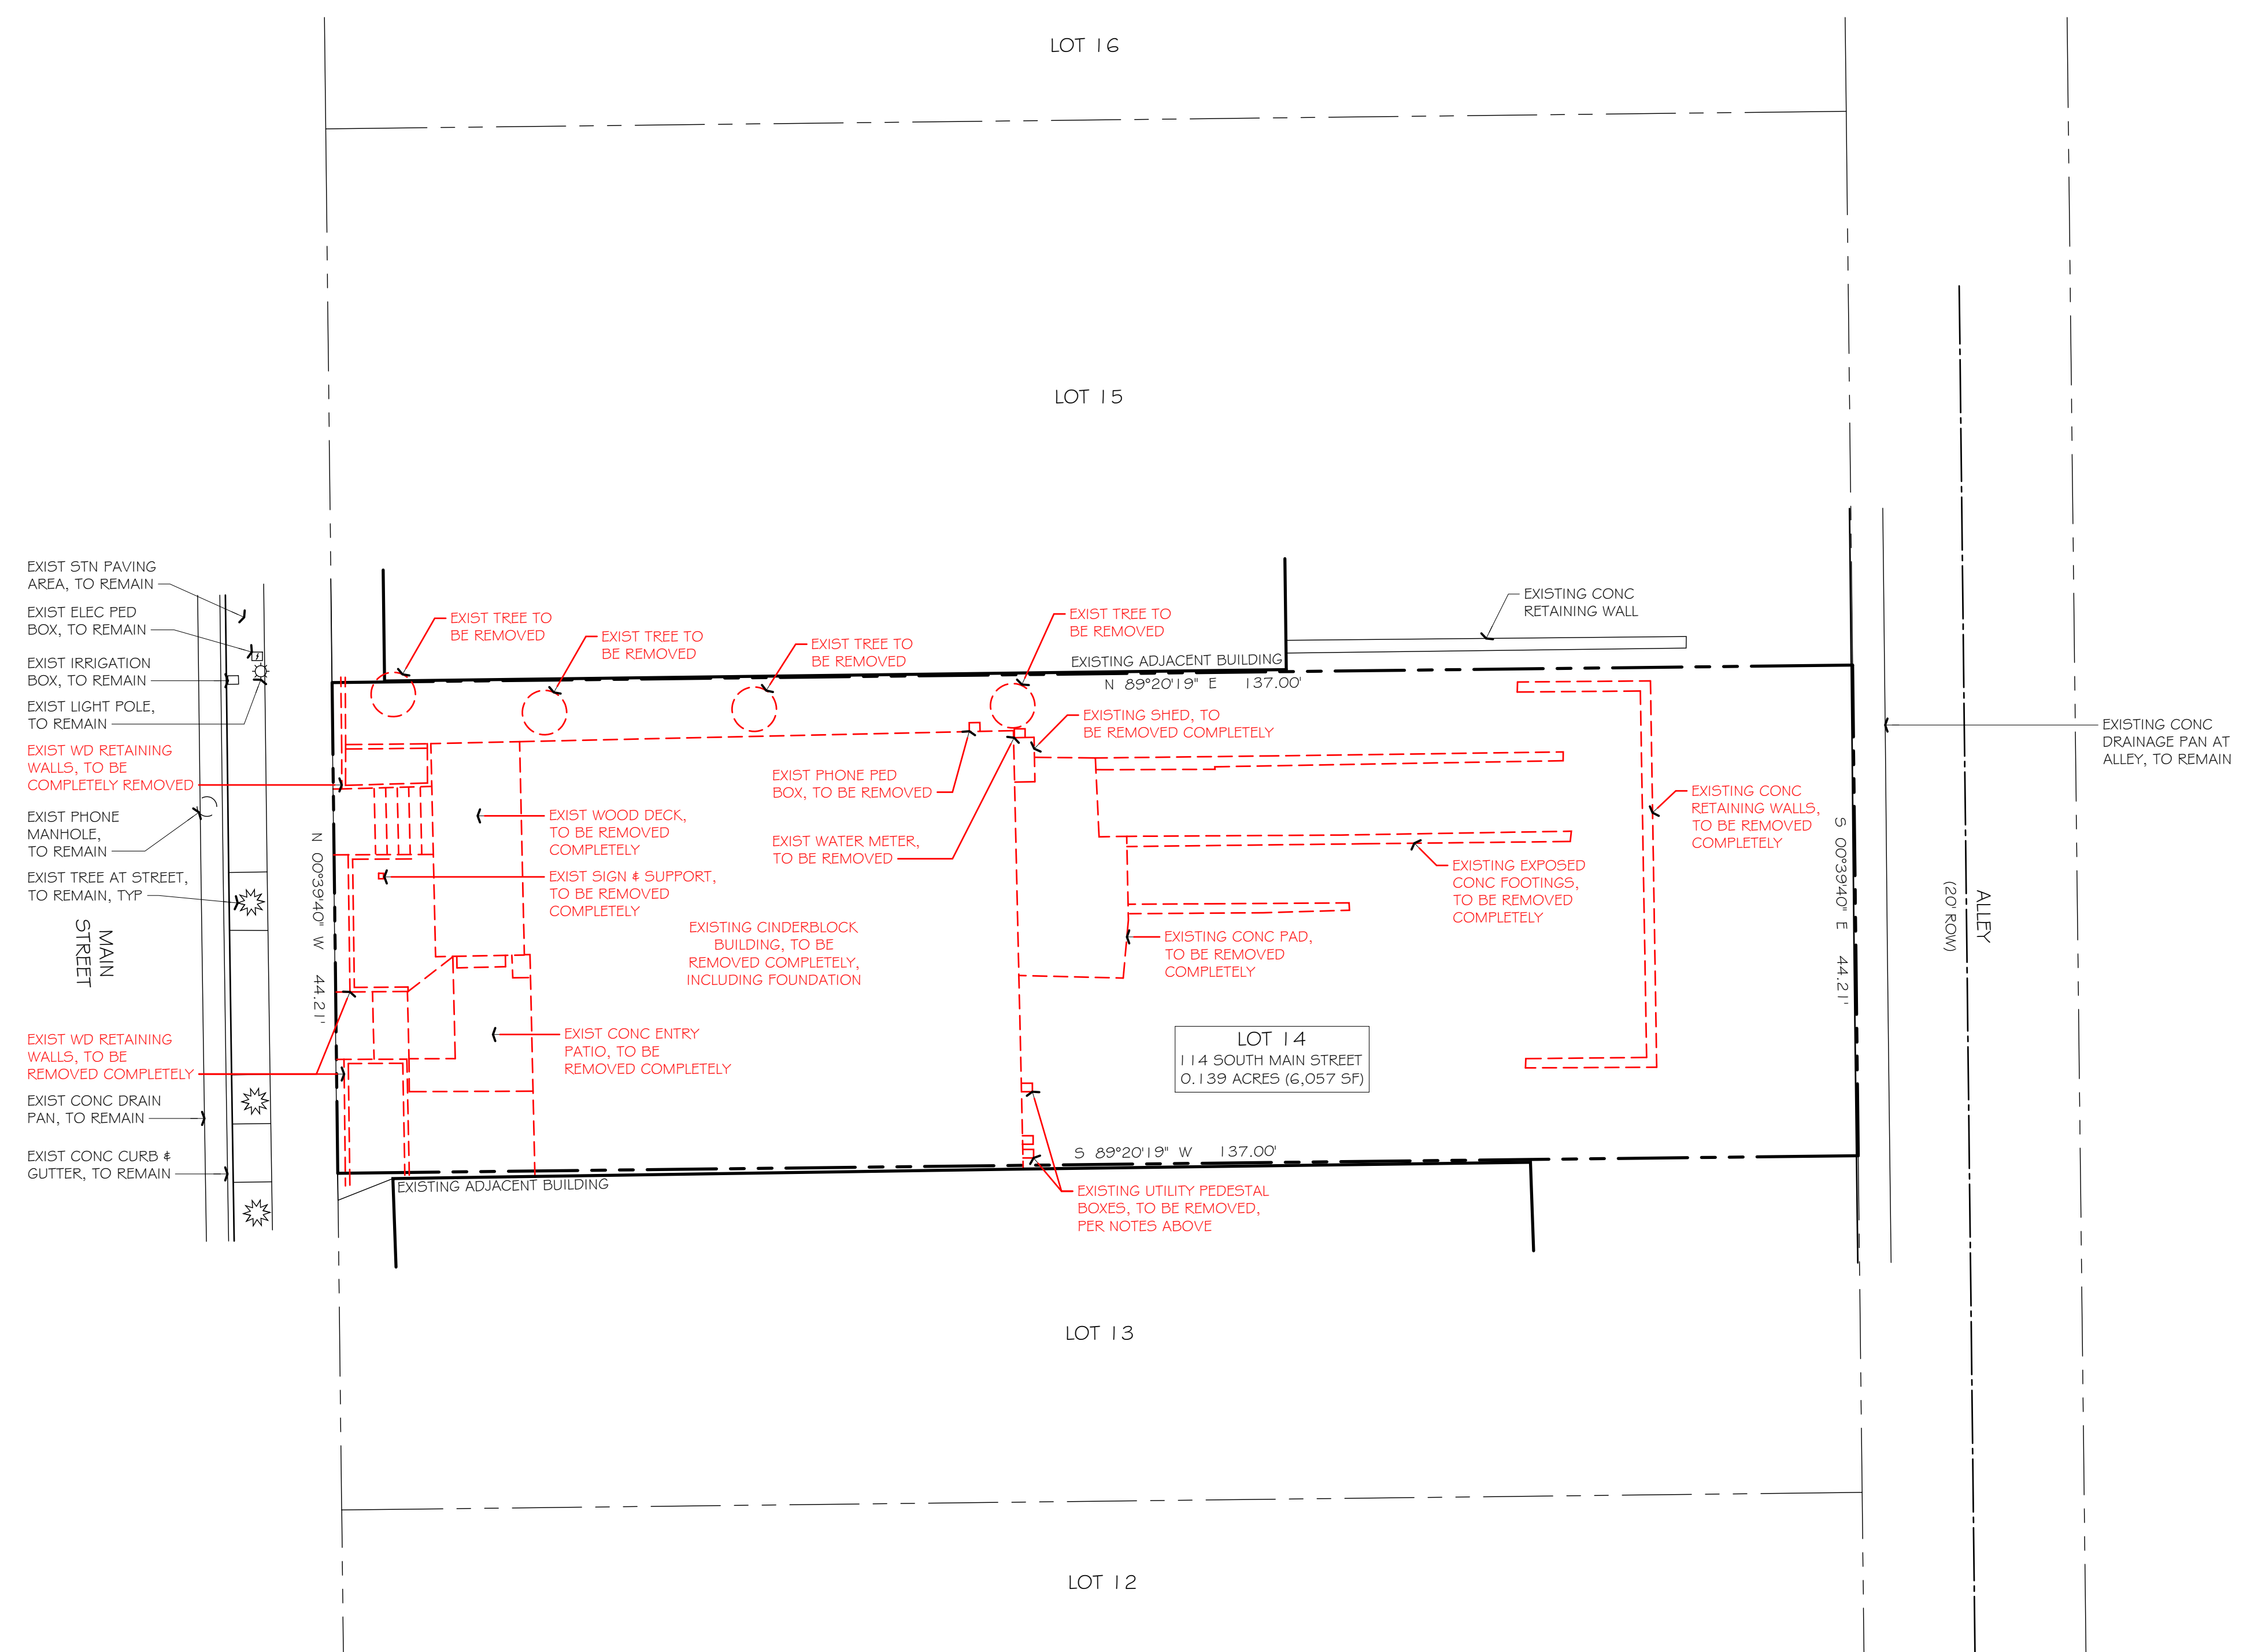 LOT 16
LOT 15
EXIST STN PAVING
AREA, TO REMAIN
EXIST ELEC PED
BOX, TO REMAIN
EXIST IRRIGATION
BOX, TO REMAIN
EXIST LIGHT POLE,
TO REMAIN
EXIST WD RETAINING
WALLS, TO BE
COMPLETELY REMOVED
EXIST PHONE
MANHOLE,
TO REMAIN
EXIST TREE AT STREET,
TO REMAIN, TYP
MAIN
STREET
EXIST WD RETAINING
WALLS, TO BE
REMOVED COMPLETELY
EXIST CONC DRAIN
PAN, TO REMAIN
EXIST CONC CURB &
GUTTER, TO REMAIN
N 00°39'40" W 44.21'
EXIST TREE TO
BE REMOVED
EXIST TREE TO
BE REMOVED
EXIST TREE TO
BE REMOVED
EXIST TREE TO
BE REMOVED
EXISTING ADJACENT BUILDING
N 89°20'19" E 137.00'
EXISTING CONC
RETAINING WALL
EXISTING SHED, TO
BE REMOVED COMPLETELY
EXIST PHONE PED
BOX, TO BE REMOVED
EXIST WATER METER,
TO BE REMOVED
EXIST WOOD DECK,
TO BE REMOVED
COMPLETELY
EXIST SIGN & SUPPORT,
TO BE REMOVED
COMPLETELY
EXISTING CINDERBLOCK
BUILDING, TO BE
REMOVED COMPLETELY,
INCLUDING FOUNDATION
EXIST CONC ENTRY
PATIO, TO BE
REMOVED COMPLETELY
EXISTING CONC
RETAINING WALLS,
TO BE REMOVED
COMPLETELY
EXISTING EXPOSED
CONC FOOTINGS,
TO BE REMOVED
COMPLETELY
EXISTING CONC PAD,
TO BE REMOVED
COMPLETELY
LOT 14
114 SOUTH MAIN STREET
0.139 ACRES (6,057 SF)
S 89°20'19" W 137.00'
EXISTING ADJACENT BUILDING
EXISTING UTILITY PEDESTAL
BOXES, TO BE REMOVED,
PER NOTES ABOVE
S 00°39'40" E 44.21'
ALLEY
(20' ROW)
EXISTING CONC
DRAINAGE PAN AT
ALLEY, TO REMAIN
LOT 13
LOT 12